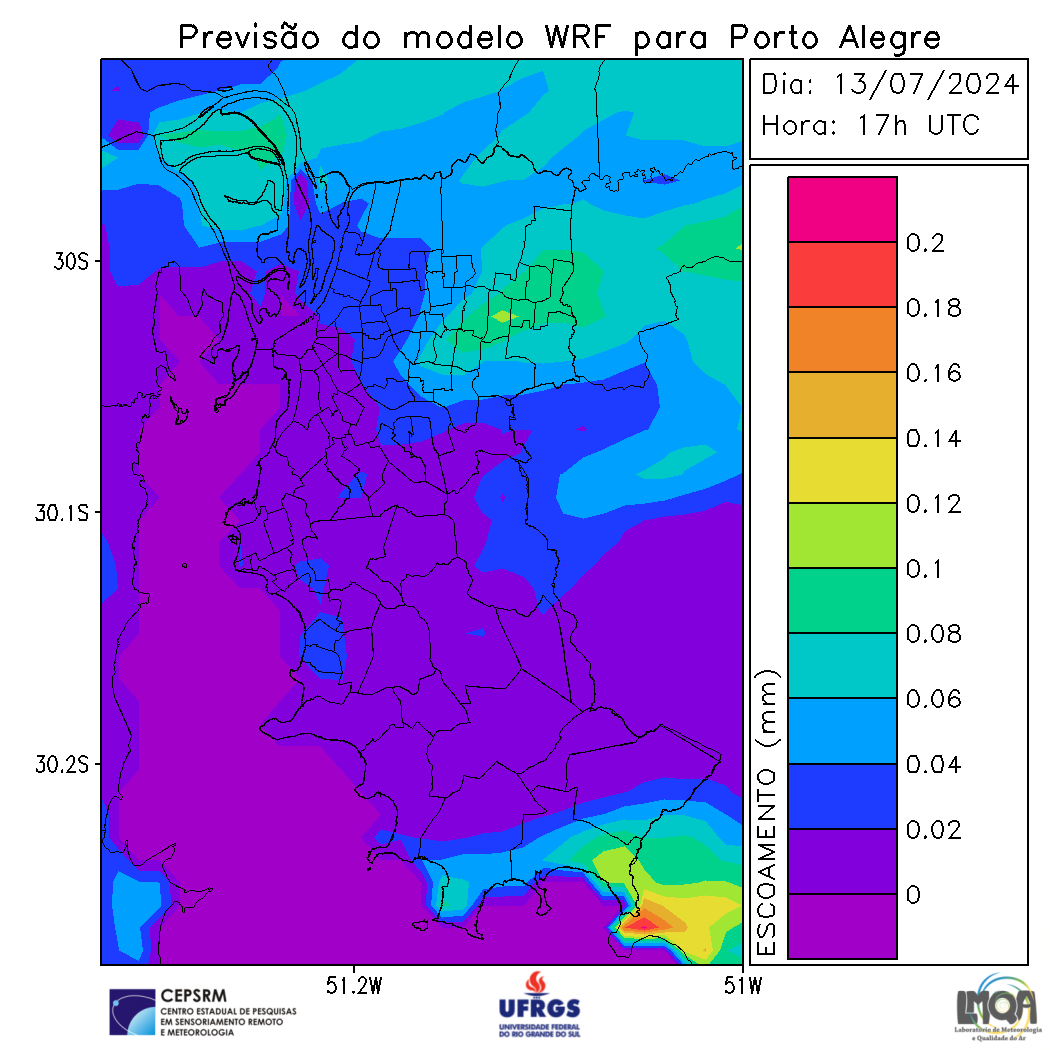 Previsão do modelo WRF para Porto Alegre
Dia: 13/07/2024
Hora: 17h UTC
0.2
0.18
0.16
0.14
0.12
0.1
0.08
0.06
0.04
0.02
0
ESCOAMENTO (mm)
30S
30.1S
30.2S
51.2W
51W
CEPSRM
CENTRO ESTADUAL DE PESQUISAS
EM SENSORIAMENTO REMOTO
E METEOROLOGIA
UFRGS
UNIVERSIDADE FEDERAL
DO RIO GRANDE DO SUL
LMQA
Laboratório de Meteorologia
e Qualidade do Ar